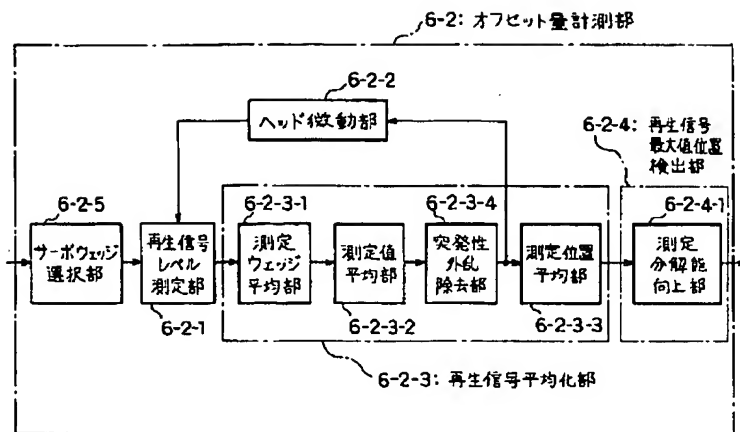 6-2: オフセット量計測部
6-2-2
ヘッド微動部
6-2-4: 再生信号
最大値位置
検出部
6-2-5
サーボウェッジ
選択部
再生信号
レベル
測定部
6-2-1
6-2-3-1
測定
ウェッジ
平均部
測定値
平均部
6-2-3-2
6-2-3-4
突発性
外乱
除去部
測定位置
平均部
6-2-3-3
6-2-4-1
測定
分解能
向上部
6-2-3: 再生信号平均化部